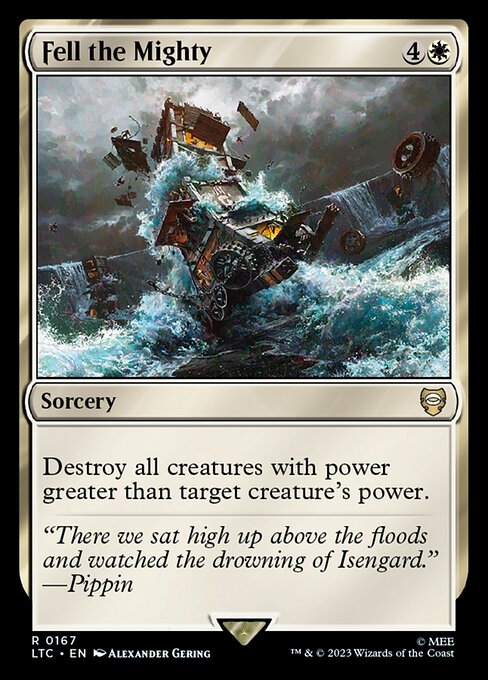 Fell the Mighty 4
Sorcery
Destroy all creatures with power
greater than target creature's power.
“There we sat high up above the floods
and watched the drowning of Isengard.”
—Pippin
R 0167
LTC • EN ALEXANDER GERING
© MEE
™ & © 2023 Wizards of the Coast